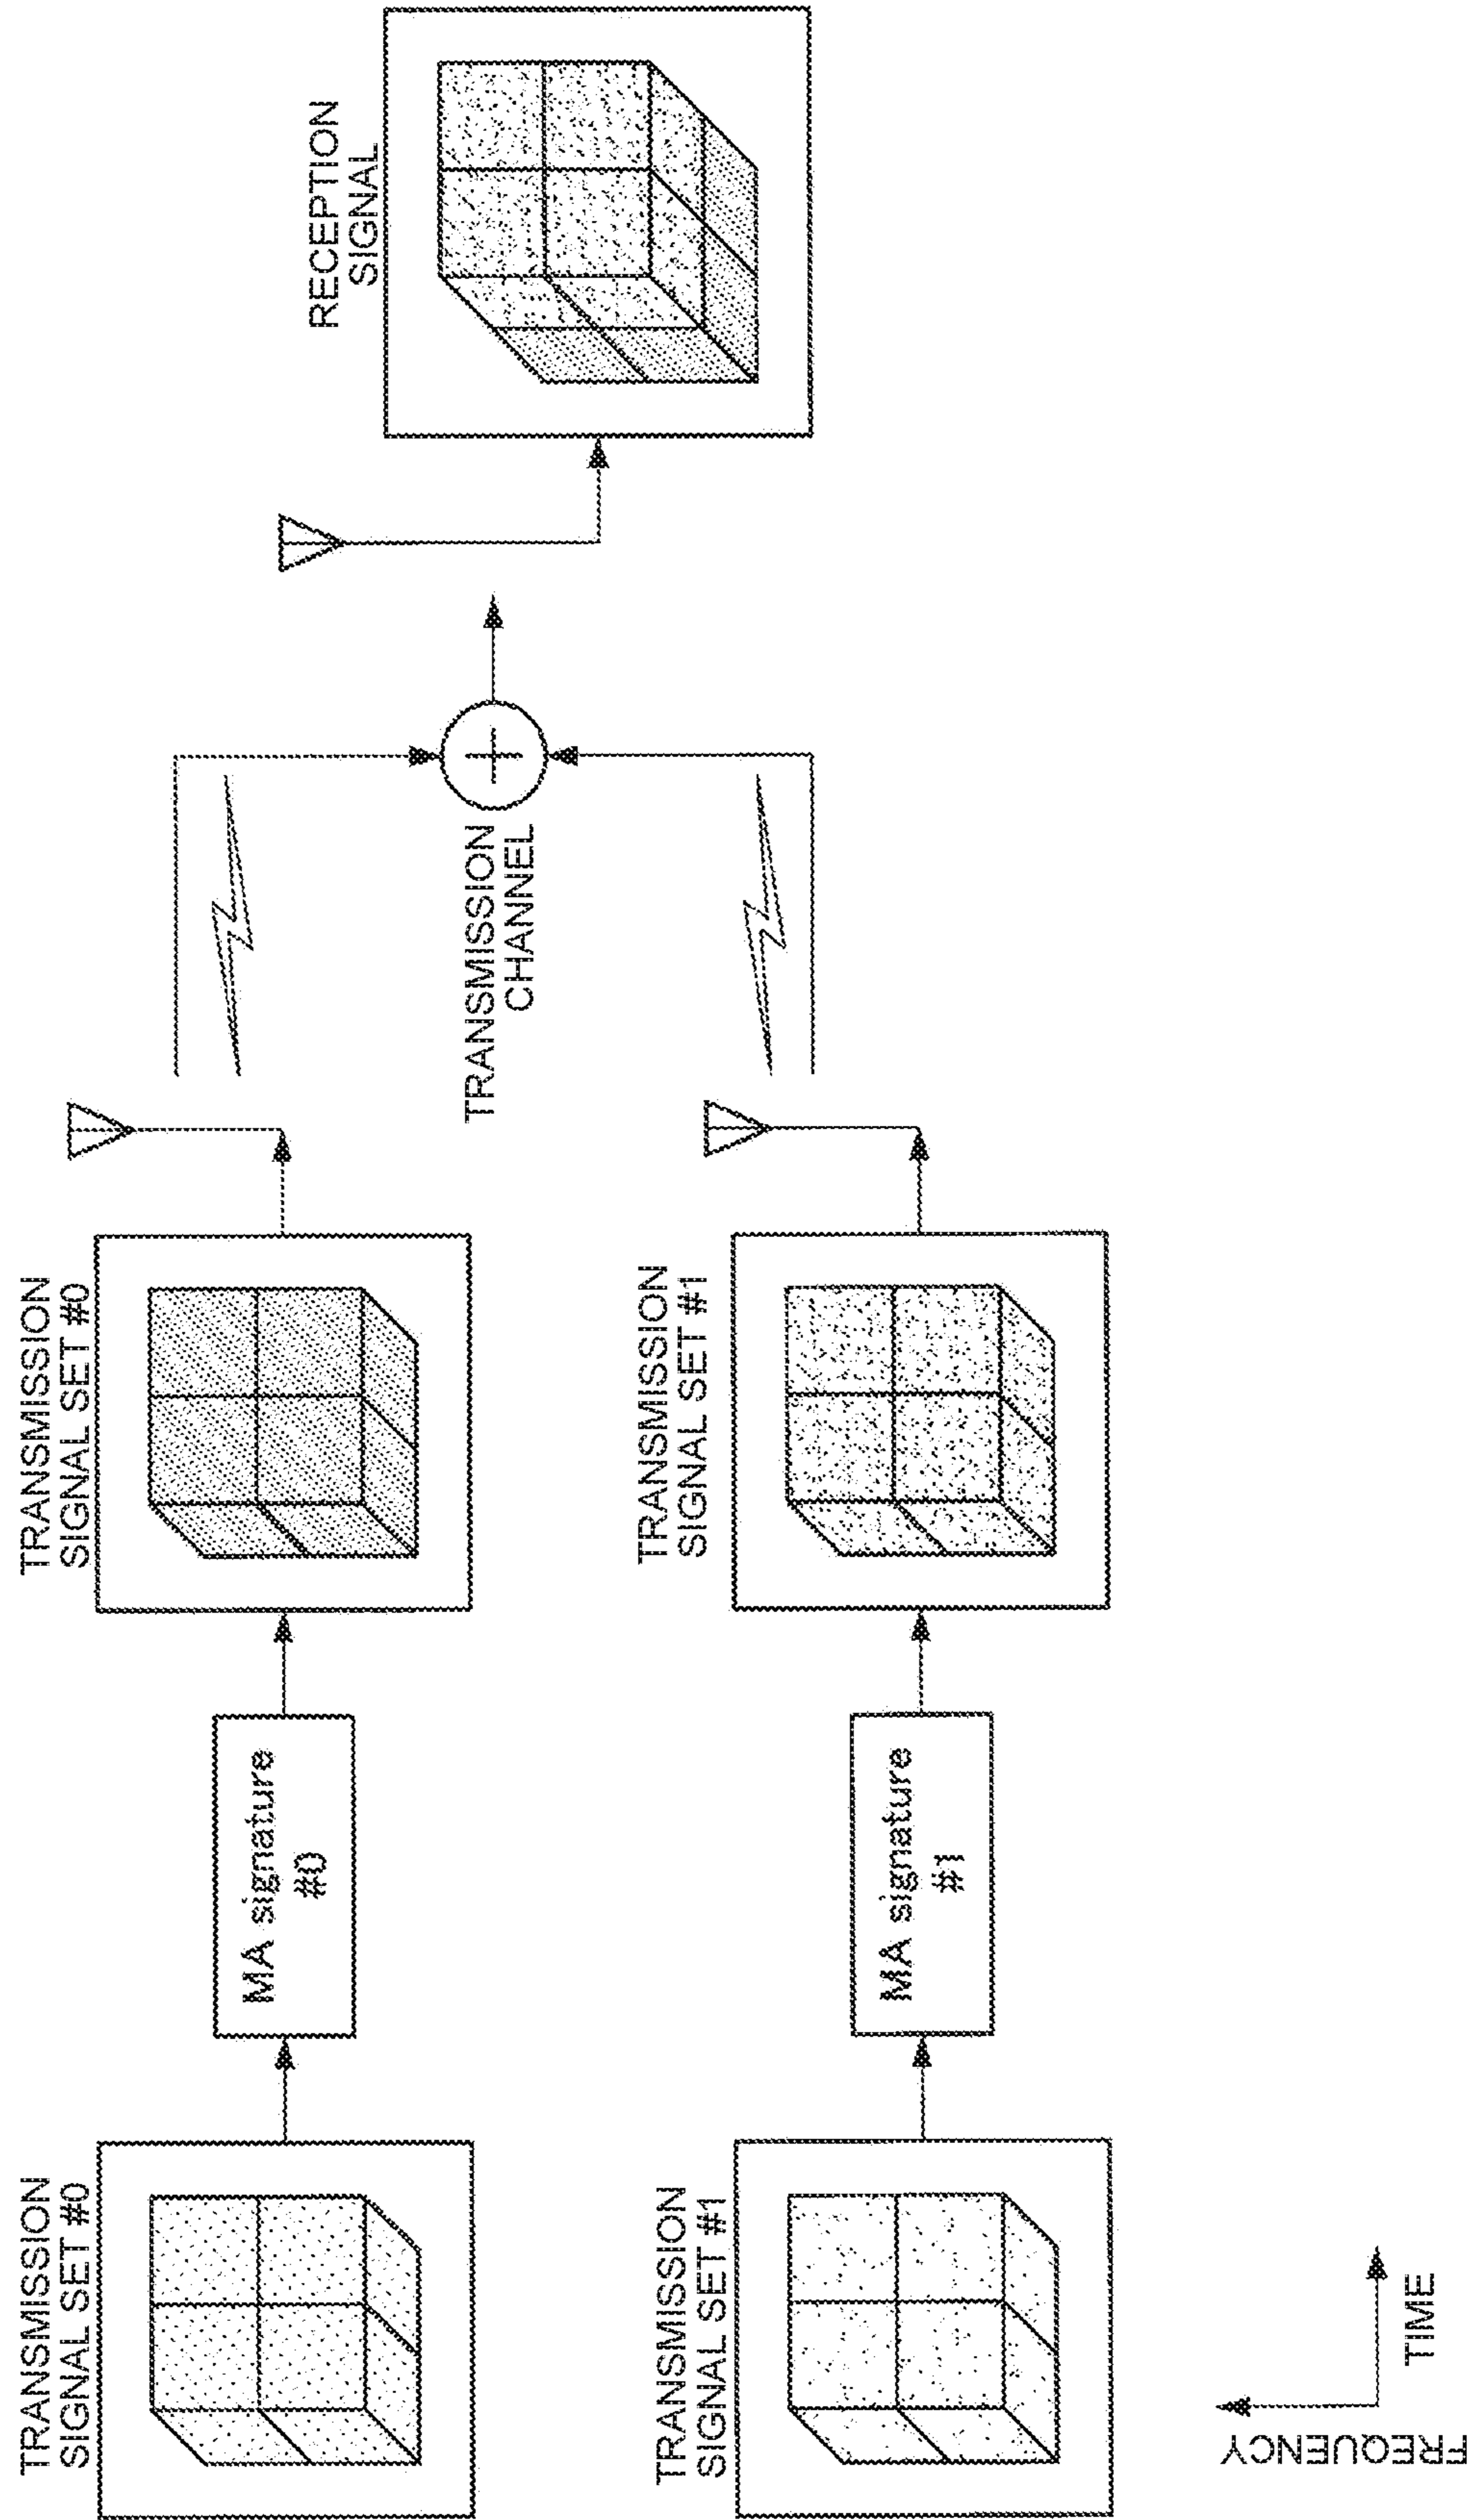 TRANSMISSION
SIGNAL SET #0
MA signature
#0
TRANSMISSION
SIGNAL SET #0
TRANSMISSION
SIGNAL SET #1
MA signature
#1
TRANSMISSION
SIGNAL SET #1
TRANSMISSION
CHANNEL
RECEPTION
SIGNAL
FREQUENCY
TIME